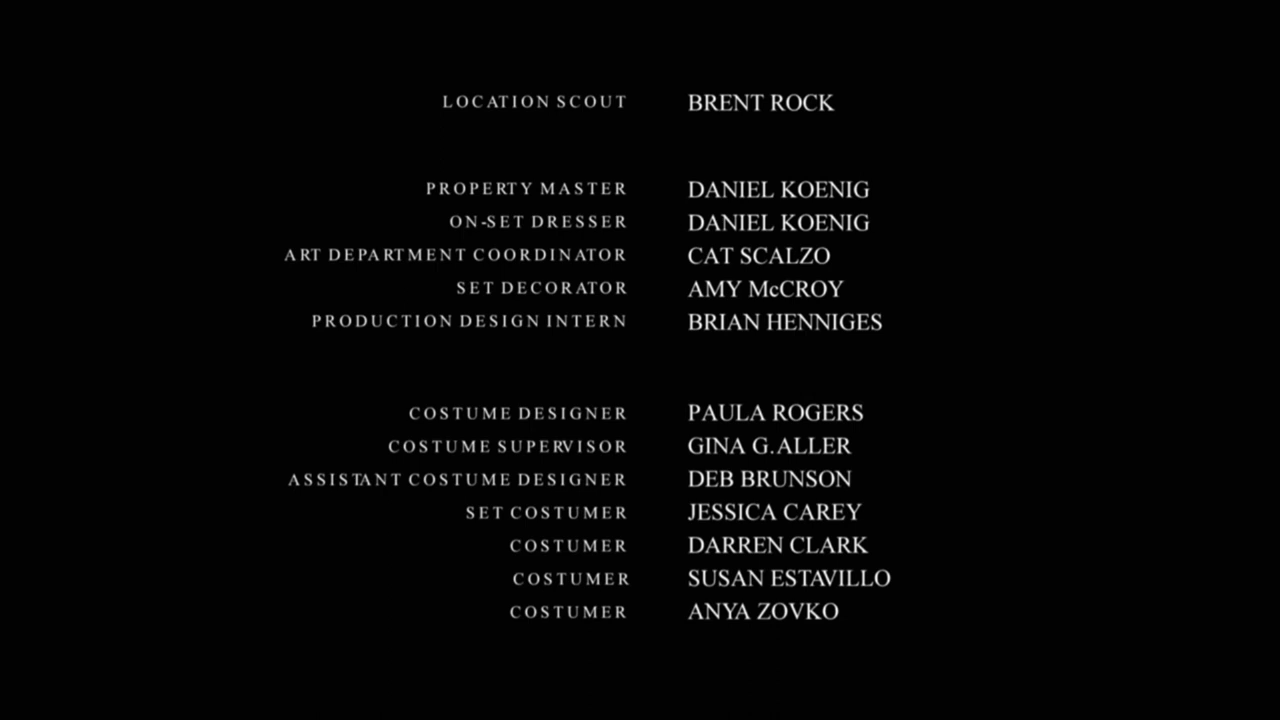 LOCATION SCOUT BRENT ROCK
PROPERTY MASTER DANIEL KOENIG
ON-SET DRESSER DANIEL KOENIG
ART DEPARTMENT COORDINATOR CAT SCALZO
SET DECORATOR AMY McCROY
PRODUCTION DESIGN INTERN BRIAN HENNIGES
COSTUME DESIGNER PAULA ROGERS
COSTUME SUPERVISOR GINA G.ALLER
ASSISTANT COSTUME DESIGNER DEB BRUNSON
SET COSTUMER JESSICA CAREY
COSTUMER DARREN CLARK
COSTUMER SUSAN ESTAVILLO
COSTUMER ANYA ZOVKO